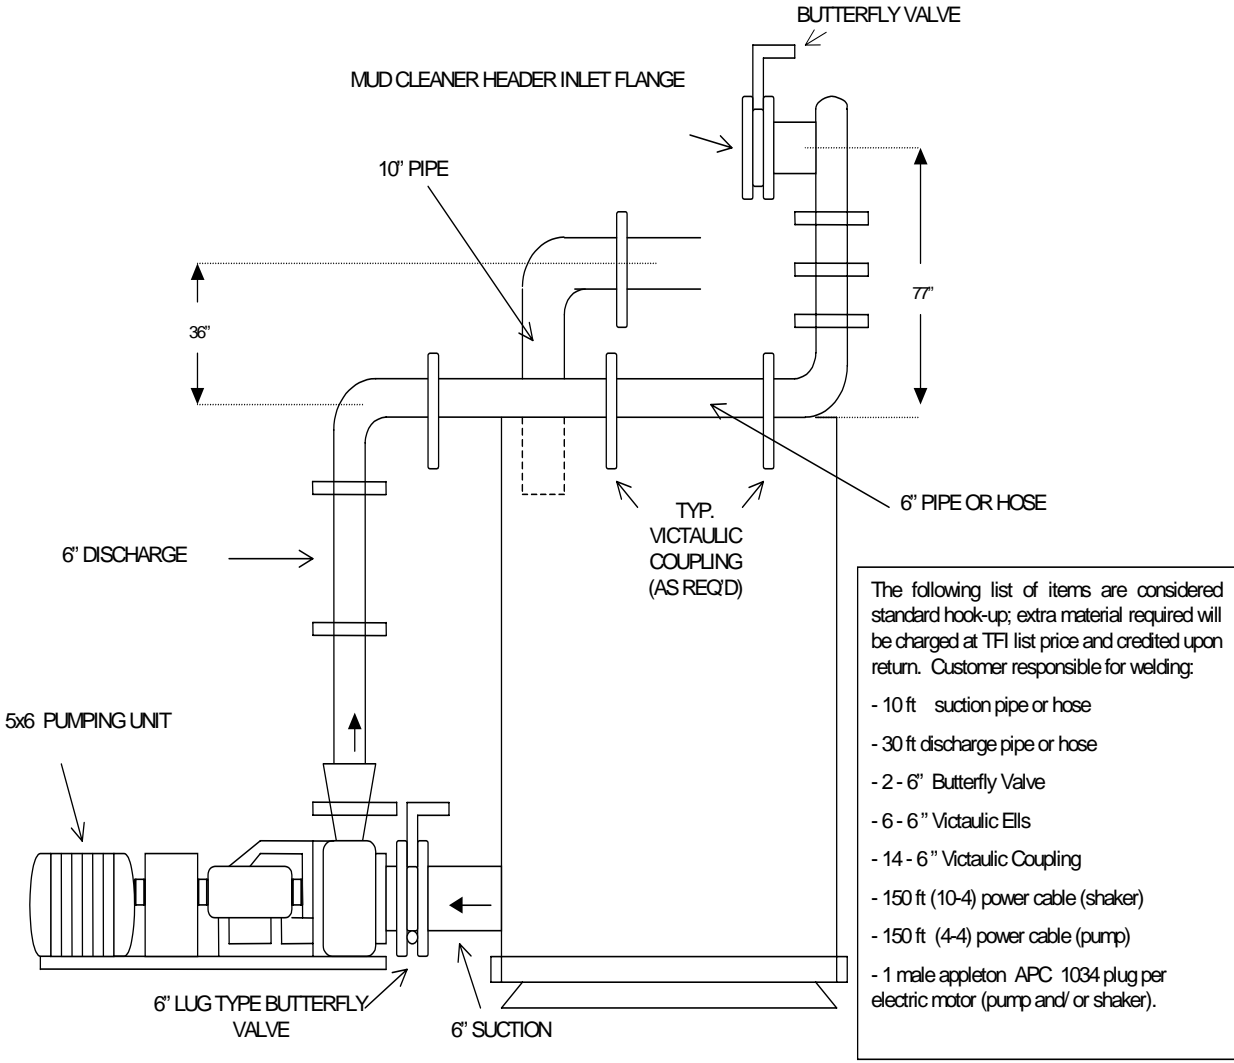 BUTTERFLY VALVE
MUD CLEANER HEADER INLET FLANGE
10” PIPE
36”
77”
6” PIPE OR HOSE
TYP.
VICTAULIC
COUPLING
(AS REQ'D)
6” DISCHARGE
5x6 PUMPING UNIT
6” LUG TYPE BUTTERFLY
VALVE
6” SUCTION
The following list of items are considered
standard hook-up; extra material required will
be charged at TFI list price and credited upon
return. Customer responsible for welding:
- 10 ft suction pipe or hose
- 30 ft discharge pipe or hose
- 2 - 6” Butterfly Valve
- 6 - 6 ” Victaulic Ells
- 14 - 6 ” Victaulic Coupling
- 150 ft (10-4) power cable (shaker)
- 150 ft (4-4) power cable (pump)
- 1 male appleton APC 1034 plug per
electric motor (pump and/ or shaker).